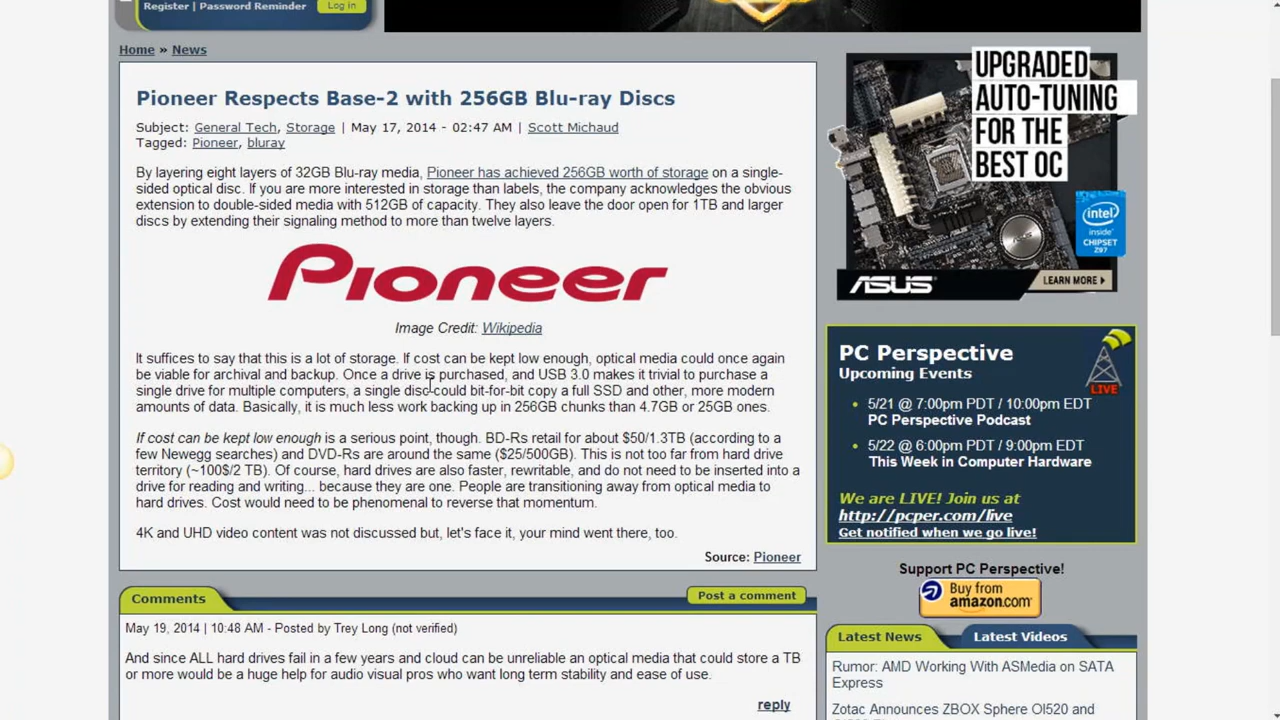 Register | Password Reminder
Log in
Home » News
Pioneer Respects Base-2 with 256GB Blu-ray Discs
Subject: General Tech, Storage | May 17, 2014 - 02:47 AM | Scott Michaud
Tagged: Pioneer, bluray
By layering eight layers of 32GB Blu-ray media, Pioneer has achieved 256GB worth of storage on a single-
sided optical disc. If you are more interested in storage than labels, the company acknowledges the obvious
extension to double-sided media with 512GB of capacity. They also leave the door open for 1TB and larger
discs by extending their signaling method to more than twelve layers.
Pioneer
Image Credit: Wikipedia
It suffices to say that this is a lot of storage. If cost can be kept low enough, optical media could once again
be viable for archival and backup. Once a drive is purchased, and USB 3.0 makes it trivial to purchase a
single drive for multiple computers, a single disc could bit-for-bit copy a full SSD and other, more modern
amounts of data. Basically, it is much less work backing up in 256GB chunks than 4.7GB or 25GB ones.
If cost can be kept low enough is a serious point, though. BD-Rs retail for about $50/1.3TB (according to a
few Newegg searches) and DVD-Rs are around the same ($25/500GB). This is not too far from hard drive
territory (~100$/2 TB). Of course, hard drives are also faster, rewritable, and do not need to be inserted into a
drive for reading and writing... because they are one. People are transitioning away from optical media to
hard drives. Cost would need to be phenomenal to reverse that momentum.
4K and UHD video content was not discussed but, let's face it, your mind went there, too.
Source: Pioneer
Comments
Post a comment
May 19, 2014 | 10:48 AM - Posted by Trey Long (not verified)
And since ALL hard drives fail in a few years and cloud can be unreliable an optical media that could store a TB
or more would be a huge help for audio visual pros who want long term stability and ease of use.
reply
UPGRADED
AUTO-TUNING
FOR THE
BEST OC
intel
inside
CHIPSET
Z97
ASUS
LEARN MORE
PC Perspective
Upcoming Events
LIVE
5/21 @ 7:00pm PDT / 10:00pm EDT
PC Perspective Podcast
5/22 @ 6:00pm PDT / 9:00pm EDT
This Week in Computer Hardware
We are LIVE! Join us at
http://pcper.com/live
Get notified when we go live!
Support PC Perspective!
Buy from
amazon.com
Latest News
Latest Videos
Rumor: AMD Working With ASMedia on SATA
Express
Zotac Announces ZBOX Sphere OI520 and